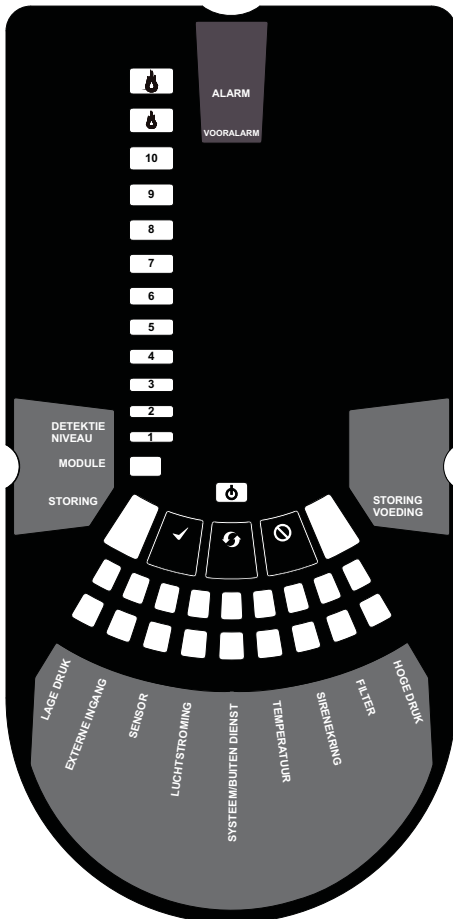 ALARM
VOORALARM
10
9
8
7
6
5
4
3
2
1
DETEKTIE
NIVEAU
MODULE
STORING
STORING
VOEDING
LAGE DRUK
EXTERNE INGANG
SENSOR
LUCHTSTROMING
SYSTEEM/BUITEN DIENST
TEMPERATUUR
SIRENEKRING
FILTER
HOGE DRUK